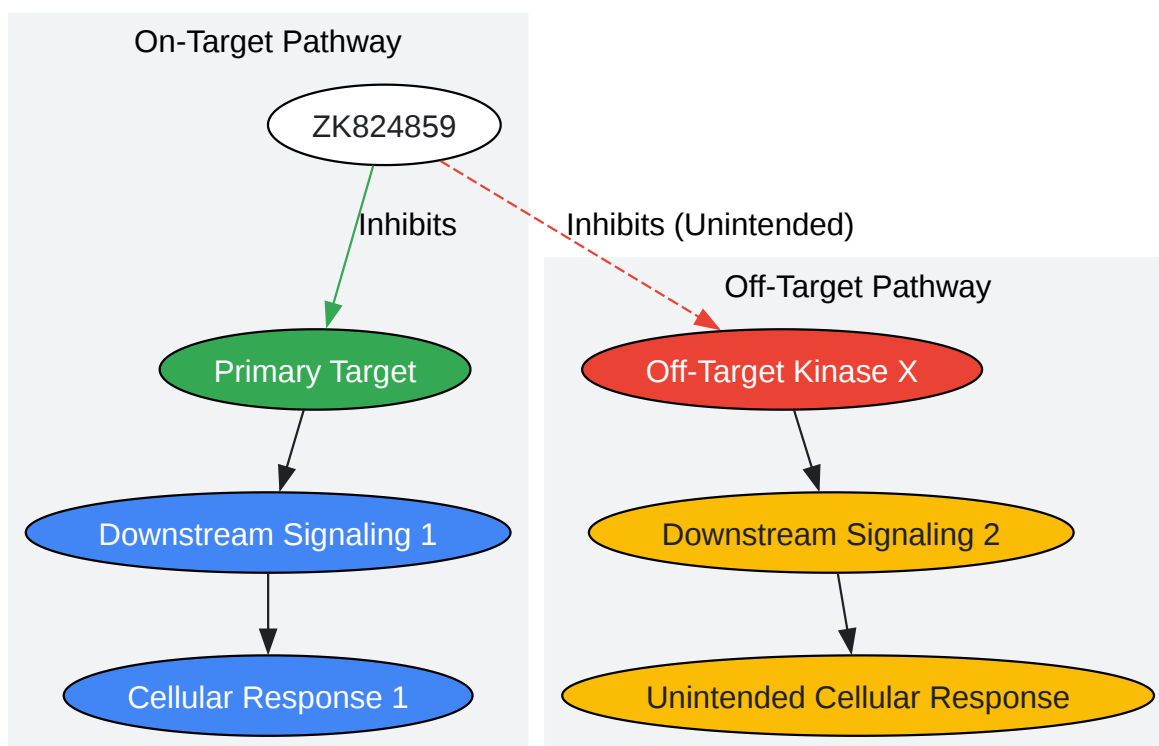 On-Target Pathway
ZK824859
Inhibits
Inhibits (Unintended)
Off-Target Pathway
Primary Target
Off-Target Kinase X
Downstream Signaling 1
Downstream Signaling 2
Cellular Response 1
Unintended Cellular Response